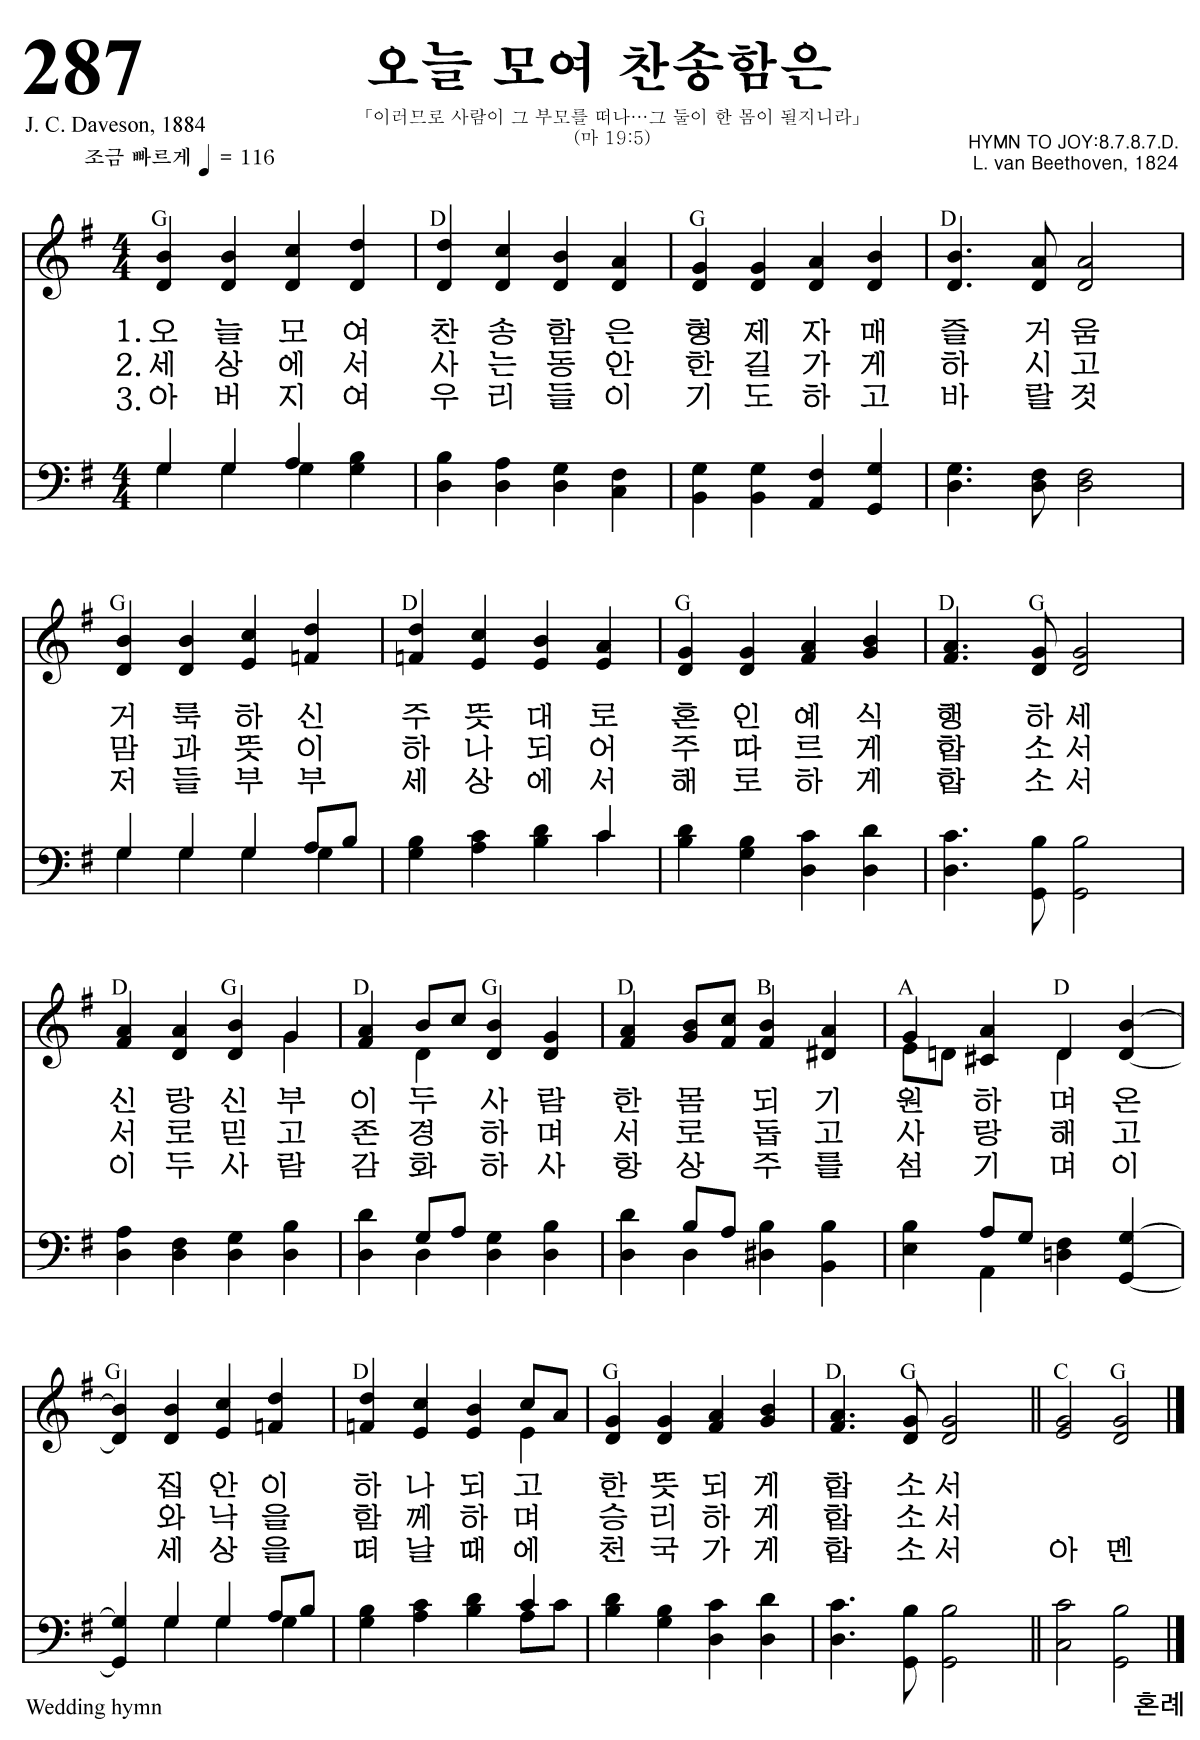 287
오늘 모여 찬송함은
「이러므로 사람이 그 부모를 떠나…그 둘이 한 몸이 될지니라」
(마 19:5)
J. C. Daveson, 1884
조금 빠르게 ♩ = 116
HYMN TO JOY:8.7.8.7.D.
L. van Beethoven, 1824
G D G D
4 4
1. 오 늘 모 여 찬 송 함 은 형 제 자 매 즐 거 움
2. 세 상 에 서 사 는 동 안 한 길 가 게 하 시 고
3. 아 버 지 여 우 리 들 이 기 도 하 고 바 랄 것
4 4
G D G D G
거 룩 하 신 주 뜻 대 로 혼 인 예 식 행 하 세
맘 과 뜻 이 하 나 되 어 주 따 르 게 합 소 서
저 들 부 부 세 상 에 서 해 로 하 게 합 소 서
D G D G D B A D
신 랑 신 부 이 두 사 람 한 몸 되 기 원 하 며 온
서 로 믿 고 존 경 하 며 서 로 돕 고 사 랑 해 고
이 두 사 람 감 화 하 사 항 상 주 를 섬 기 며 이
G D G D G C G
집 안 이 하 나 되 고 한 뜻 되 게 합 소 서
와 낙 을 함 께 하 며 승 리 하 게 합 소 서
세 상 을 떠 날 때 에 천 국 가 게 합 소 서 아 멘
Wedding hymn
혼례